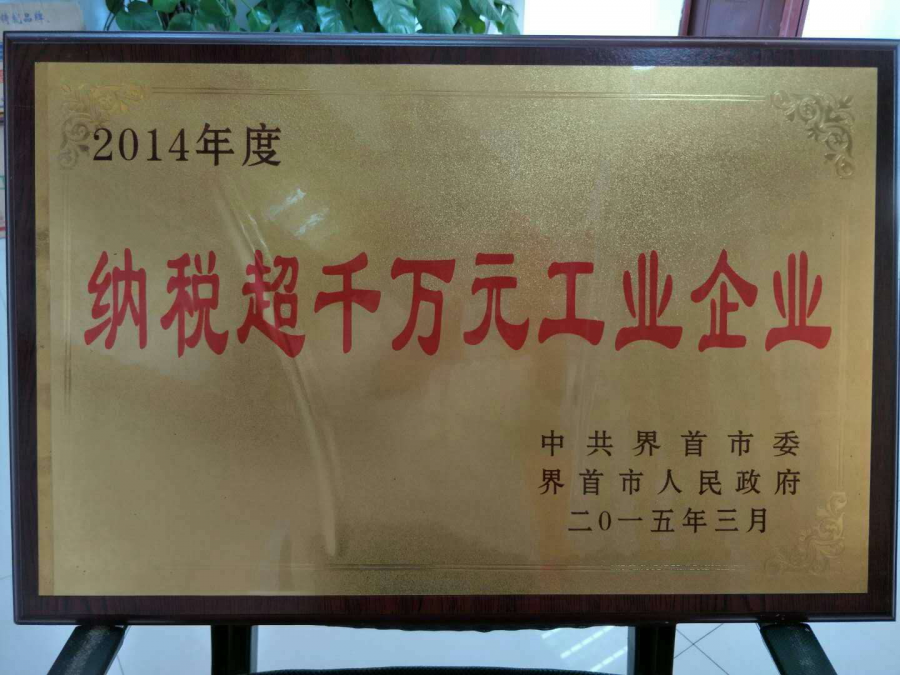 2014年度
纳税超千万元工业企业
中共界首市委
界首市人民政府
二〇一五年三月